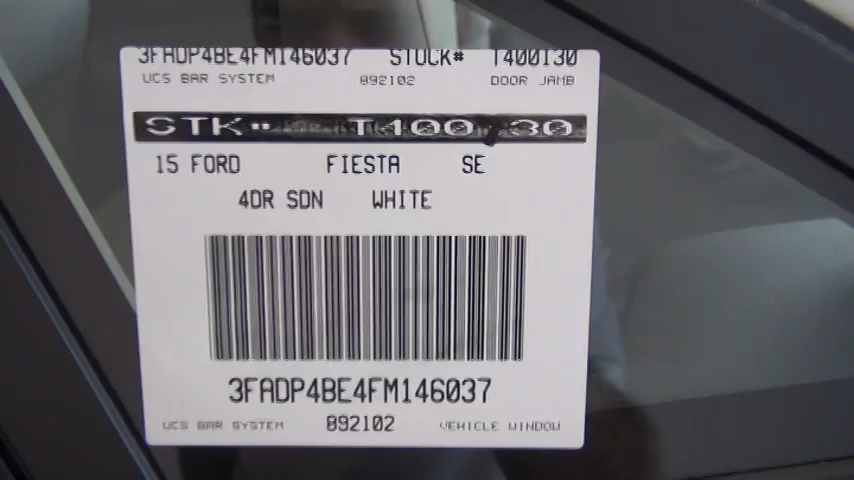 3FADP4BE4FM146037 STOCK# T400130
UCS BAR SYSTEM 892102 DOOR JAMB
STK T400130
15 FORD FIESTA SE
4DR SDN WHITE
3FADP4BE4FM146037
UCS BAR SYSTEM 892102 VEHICLE WINDOW